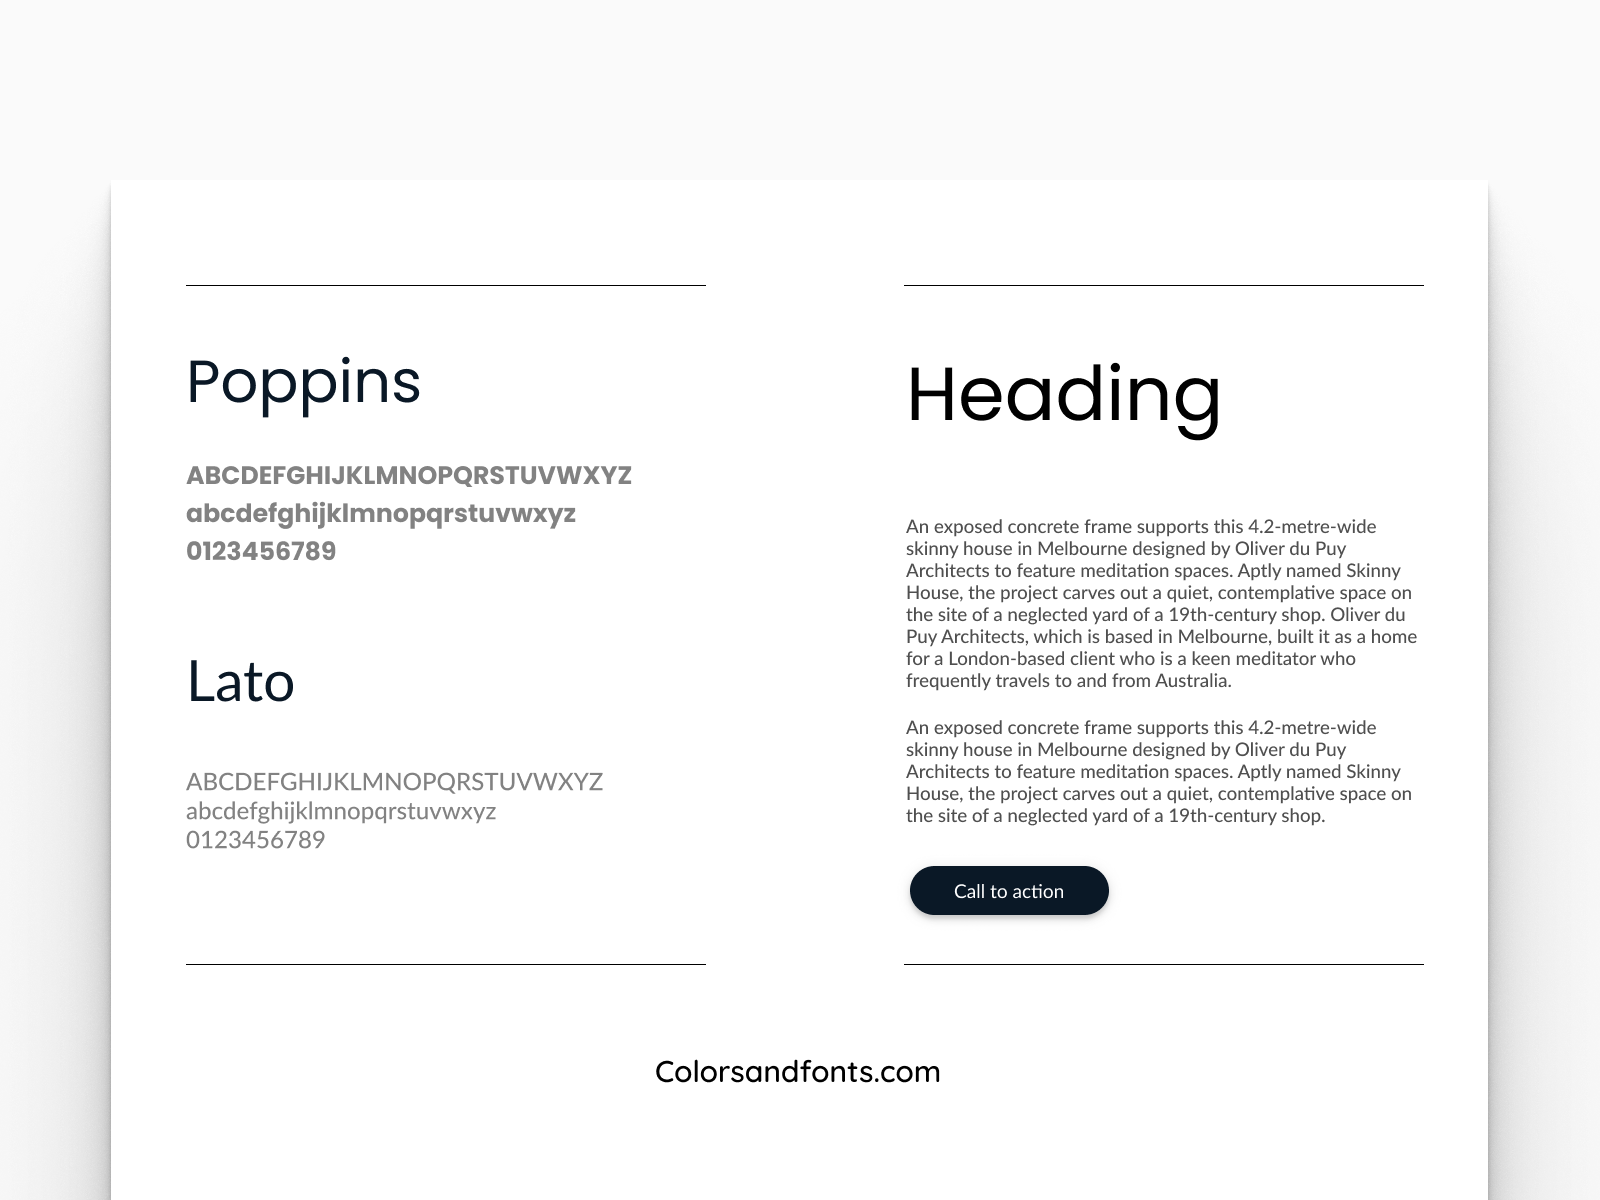 Poppins
ABCDEFGHIJKLMNOPQRSTUVWXYZ
abcdefghijklmnopqrstuvwxyz
0123456789
Lato
ABCDEFGHIJKLMNOPQRSTUVWXYZ
abcdefghijklmnopqrstuvwxyz
0123456789
Heading
An exposed concrete frame supports this 4.2-metre-wide
skinny house in Melbourne designed by Oliver du Puy
Architects to feature meditation spaces. Aptly named Skinny
House, the project carves out a quiet, contemplative space on
the site of a neglected yard of a 19th-century shop. Oliver du
Puy Architects, which is based in Melbourne, built it as a home
for a London-based client who is a keen meditator who
frequently travels to and from Australia.
An exposed concrete frame supports this 4.2-metre-wide
skinny house in Melbourne designed by Oliver du Puy
Architects to feature meditation spaces. Aptly named Skinny
House, the project carves out a quiet, contemplative space on
the site of a neglected yard of a 19th-century shop.
Call to action
Colorsandfonts.com